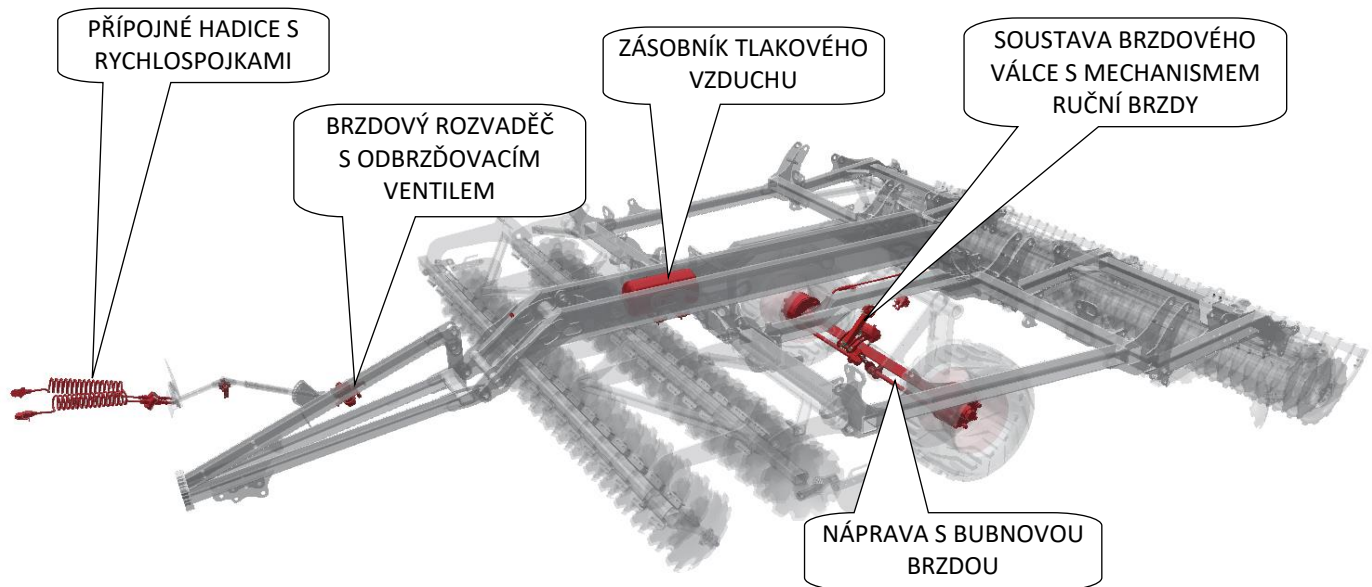 PŘÍPOJNÉ HADICE S
RYCHLOSPOJKAMI
BRZDOVÝ ROZVADĚČ
S ODBRZĎOVACÍM
VENTILEM
ZÁSOBNÍK TLAKOVÉHO
VZDUCHU
SOUSTAVA BRZDOVÉHO
VÁLCE S MECHANISMEM
RUČNÍ BRZDY
NÁPRAVA S BUBNOVOU
BRZDOU